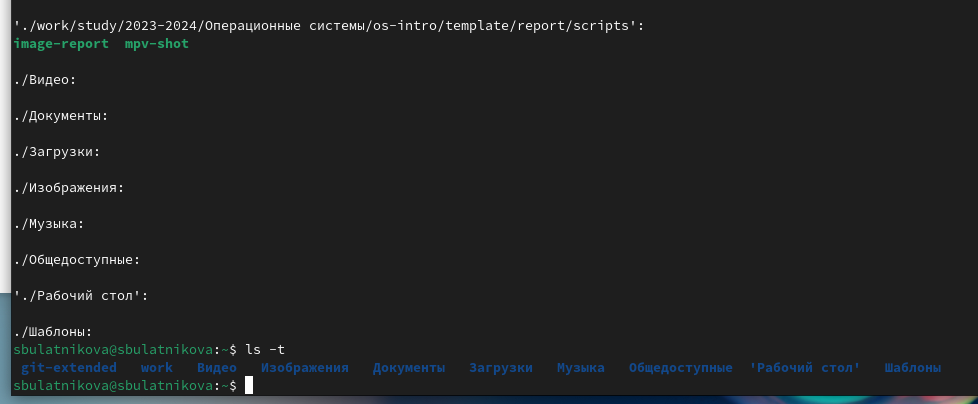 './work/study/2023-2024/Операционные системы/os-intro/template/report/scripts':
image-report  mpv-shot
./Видео:
./Документы:
./Загрузки:
./Изображения:
./Музыка:
./Общедоступные:
'./Рабочий стол':
./Шаблоны:
sbulatnikova@sbulatnikova:~$ ls -t
git-extended  work  Видео  Изображения  Документы  Загрузки  Музыка  Общедоступные  'Рабочий стол'  Шаблоны
sbulatnikova@sbulatnikova:~$